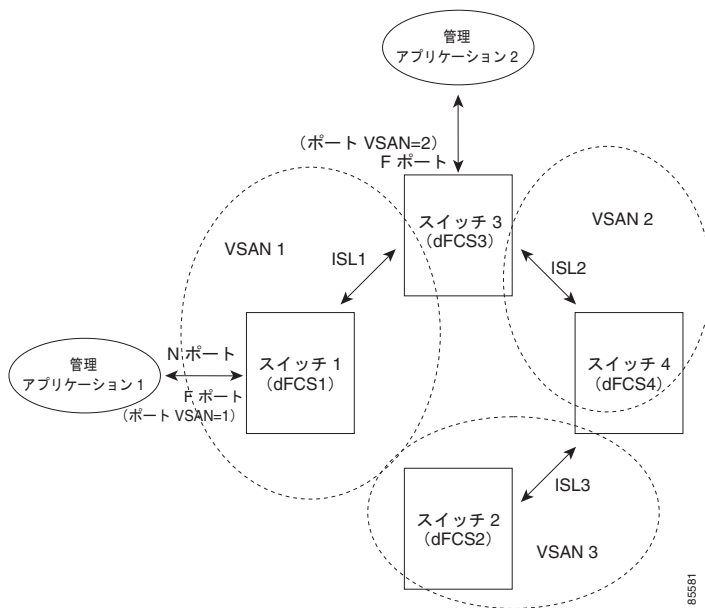 管理
アプリケーション 2
（ポート VSAN=2）
F ポート
スイッチ 3
（dFCS3）
VSAN 1
VSAN 2
ISL1
ISL2
管理
アプリケーション 1
N ポート
F ポート
（ポート VSAN=1）
スイッチ 1
（dFCS1）
スイッチ 4
（dFCS4）
ISL3
スイッチ 2
（dFCS2）
VSAN 3
85581